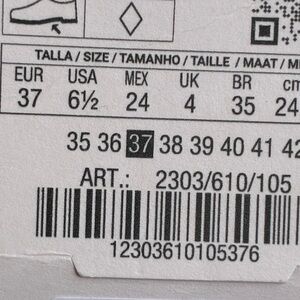 TALLA / SIZE / TAMANHO / TAILLE / MAAT /
EUR USA MEX UK BR cm
37 6½ 24 4 35 24
35 36 37 38 39 40 41 42
ART.: 2303/610/105
12303610105376